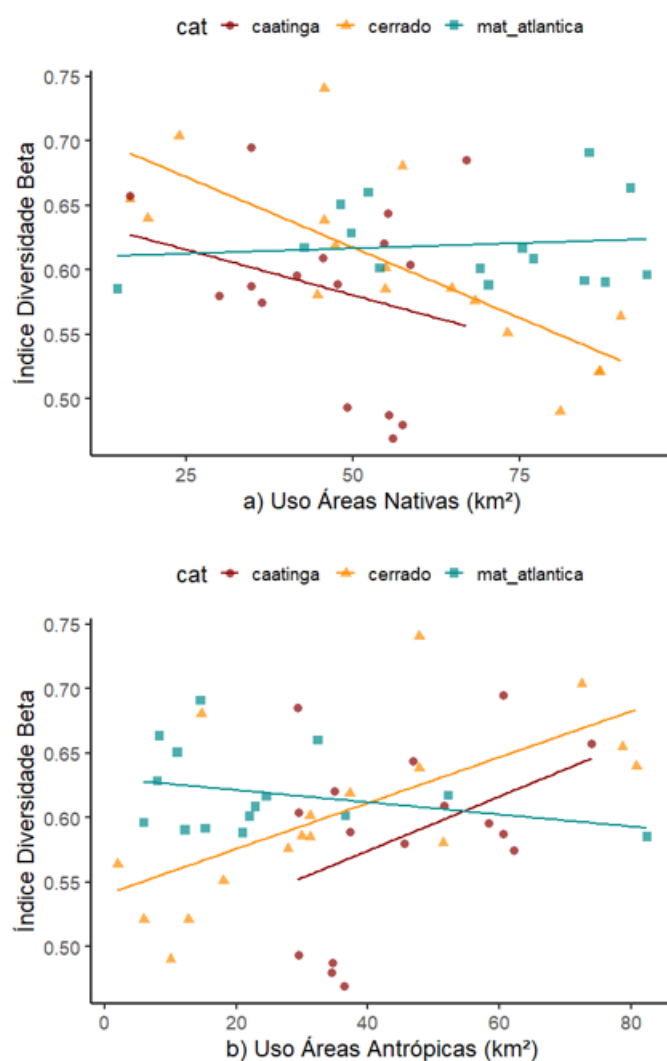 cat caatinga cerrado mat_atlantica
Índice Diversidade Beta
0.75
0.70
0.65
0.60
0.55
0.50
25 50 75
a) Uso Áreas Nativas (km²)
cat caatinga cerrado mat_atlantica
Índice Diversidade Beta
0.75
0.70
0.65
0.60
0.55
0.50
0 20 40 60 80
b) Uso Áreas Antrópicas (km²)